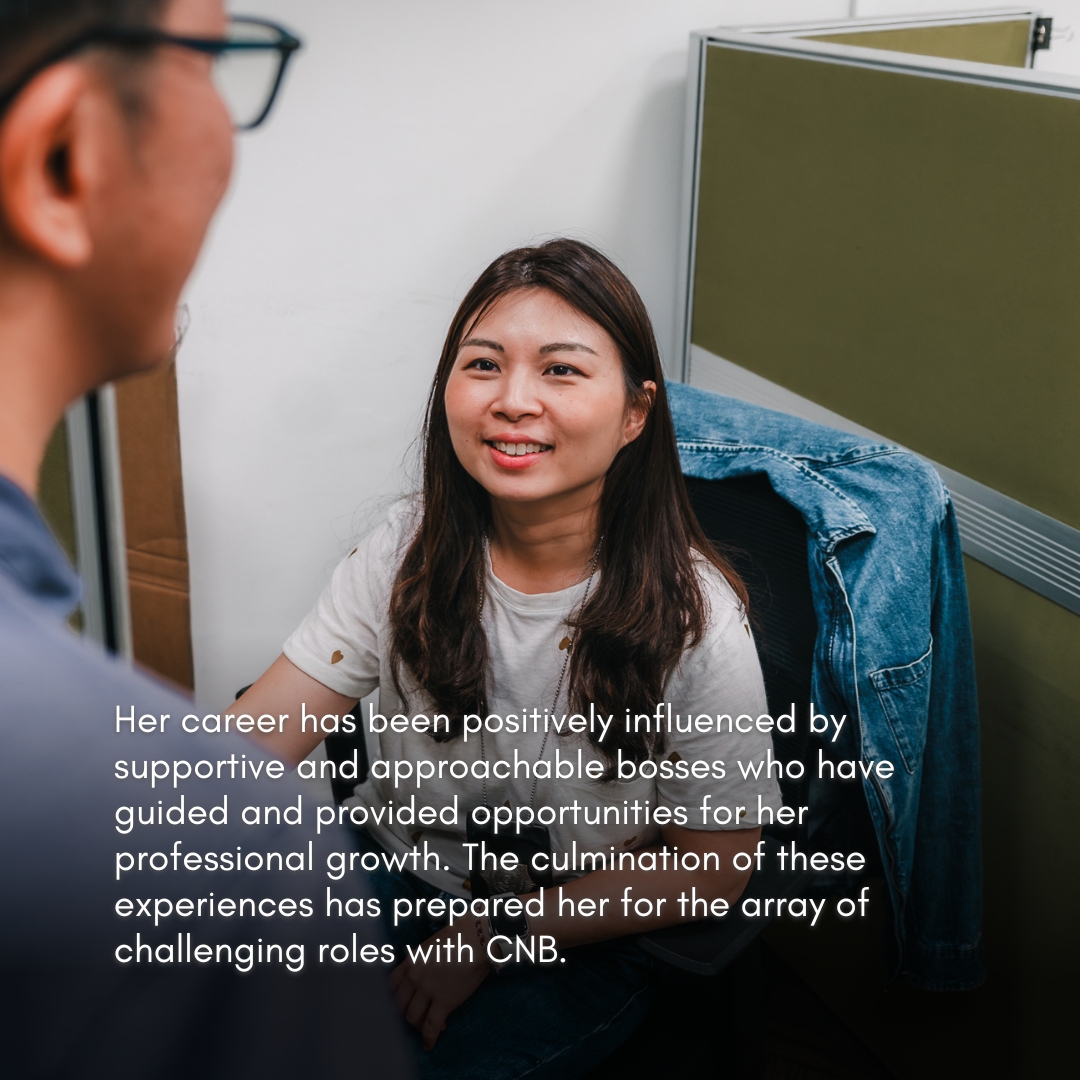 Her career has been positively influenced by
supportive and approachable bosses who have
guided and provided opportunities for her
professional growth. The culmination of these
experiences has prepared her for the array of
challenging roles with CNB.